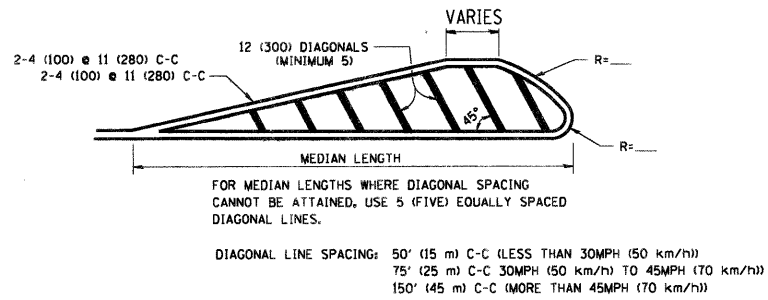 VARIES
2-4 (100) @ 11 (280) C-C
2-4 (100) @ 11 (280) C-C
12 (300) DIAGONALS
(MINIMUM 5)
R=___
45°
R=___
MEDIAN LENGTH
FOR MEDIAN LENGTHS WHERE DIAGONAL SPACING
CANNOT BE ATTAINED, USE 5 (FIVE) EQUALLY SPACED
DIAGONAL LINES.
DIAGONAL LINE SPACING: 50' (15 m) C-C (LESS THAN 30MPH (50 km/h))
75' (25 m) C-C 30MPH (50 km/h) TO 45MPH (70 km/h))
150' (45 m) C-C (MORE THAN 45MPH (70 km/h))